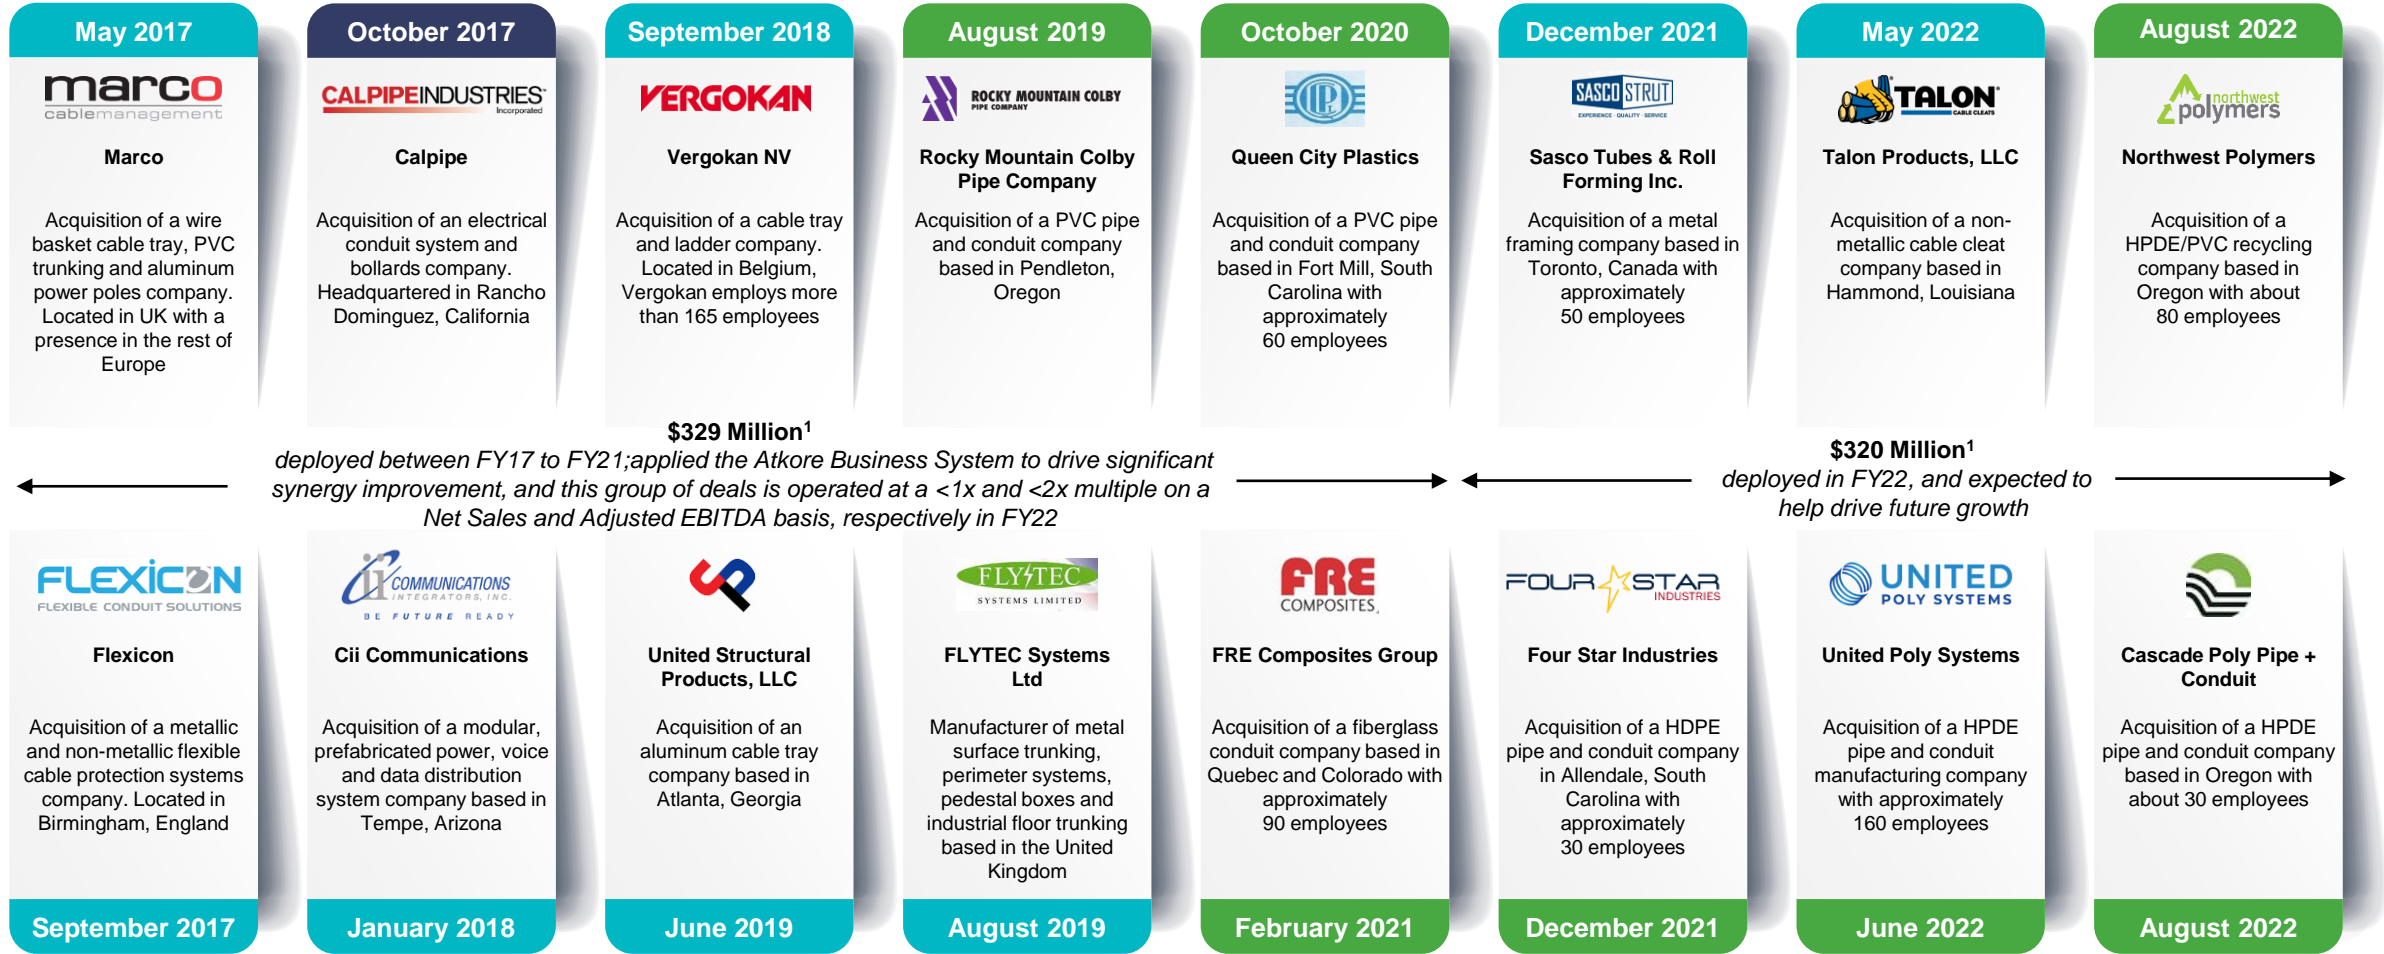 May 2017
marco
cablemanagement
Marco
Acquisition of a wire
basket cable tray, PVC
trunking and aluminum
power poles company.
Located in UK with a
presence in the rest of
Europe
October 2017
CALPIPEINDUSTRIES™
Incorporated
Calpipe
Acquisition of an electrical
conduit system and
bollards company.
Headquartered in Rancho
Dominguez, California
September 2018
VERGOKAN
Vergokan NV
Acquisition of a cable tray
and ladder company.
Located in Belgium,
Vergokan employs more
than 165 employees
August 2019
ROCKY MOUNTAIN COLBY
PIPE COMPANY
Rocky Mountain Colby
Pipe Company
Acquisition of a PVC pipe
and conduit company
based in Pendleton,
Oregon
October 2020
Queen City Plastics
Acquisition of a PVC pipe
and conduit company
based in Fort Mill, South
Carolina with
approximately
60 employees
December 2021
SASCO STRUT
EXPERIENCE · QUALITY · SERVICE
Sasco Tubes & Roll
Forming Inc.
Acquisition of a metal
framing company based in
Toronto, Canada with
approximately
50 employees
May 2022
TALON®
CABLE CLEATS
Talon Products, LLC
Acquisition of a non-
metallic cable cleat
company based in
Hammond, Louisiana
August 2022
northwest
polymers
Northwest Polymers
Acquisition of a
HPDE/PVC recycling
company based in
Oregon with about
80 employees
$329 Million¹
deployed between FY17 to FY21;applied the Atkore Business System to drive significant
synergy improvement, and this group of deals is operated at a <1x and <2x multiple on a
Net Sales and Adjusted EBITDA basis, respectively in FY22
$320 Million¹
deployed in FY22, and expected to
help drive future growth
FLEXICON
FLEXIBLE CONDUIT SOLUTIONS
Flexicon
Acquisition of a metallic
and non-metallic flexible
cable protection systems
company. Located in
Birmingham, England
September 2017
Cii COMMUNICATIONS
INTEGRATORS, INC.
BE FUTURE READY
Cii Communications
Acquisition of a modular,
prefabricated power, voice
and data distribution
system company based in
Tempe, Arizona
January 2018
United Structural
Products, LLC
Acquisition of an
aluminum cable tray
company based in
Atlanta, Georgia
June 2019
FLYTEC
SYSTEMS LIMITED
FLYTEC Systems
Ltd
Manufacturer of metal
surface trunking,
perimeter systems,
pedestal boxes and
industrial floor trunking
based in the United
Kingdom
August 2019
FRE
COMPOSITES
FRE Composites Group
Acquisition of a fiberglass
conduit company based in
Quebec and Colorado with
approximately
90 employees
February 2021
FOUR STAR
INDUSTRIES
Four Star Industries
Acquisition of a HDPE
pipe and conduit company
in Allendale, South
Carolina with
approximately
30 employees
December 2021
UNITED
POLY SYSTEMS
United Poly Systems
Acquisition of a HPDE
pipe and conduit
manufacturing company
with approximately
160 employees
June 2022
Cascade Poly Pipe +
Conduit
Acquisition of a HPDE
pipe and conduit company
based in Oregon with
about 30 employees
August 2022